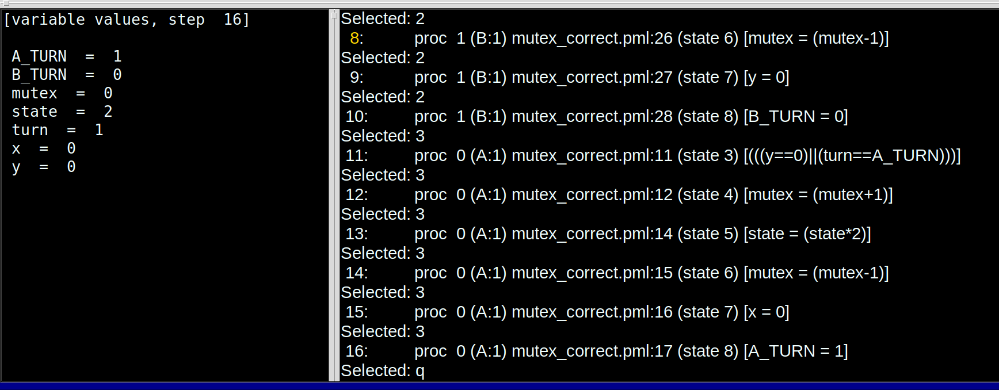 [variable values, step  16]
A_TURN  =  1
B_TURN  =  0
mutex  =  0
state  =  2
turn  =  1
x  =  0
y  =  0
Selected: 2
8:  proc  1 (B:1) mutex_correct.pml:26 (state 6) [mutex = (mutex-1)]
Selected: 2
9:  proc  1 (B:1) mutex_correct.pml:27 (state 7) [y = 0]
Selected: 2
10:  proc  1 (B:1) mutex_correct.pml:28 (state 8) [B_TURN = 0]
Selected: 3
11:  proc  0 (A:1) mutex_correct.pml:11 (state 3) [(((y==0)||(turn==A_TURN)))]
Selected: 3
12:  proc  0 (A:1) mutex_correct.pml:12 (state 4) [mutex = (mutex+1)]
Selected: 3
13:  proc  0 (A:1) mutex_correct.pml:14 (state 5) [state = (state*2)]
Selected: 3
14:  proc  0 (A:1) mutex_correct.pml:15 (state 6) [mutex = (mutex-1)]
Selected: 3
15:  proc  0 (A:1) mutex_correct.pml:16 (state 7) [x = 0]
Selected: 3
16:  proc  0 (A:1) mutex_correct.pml:17 (state 8) [A_TURN = 1]
Selected: q